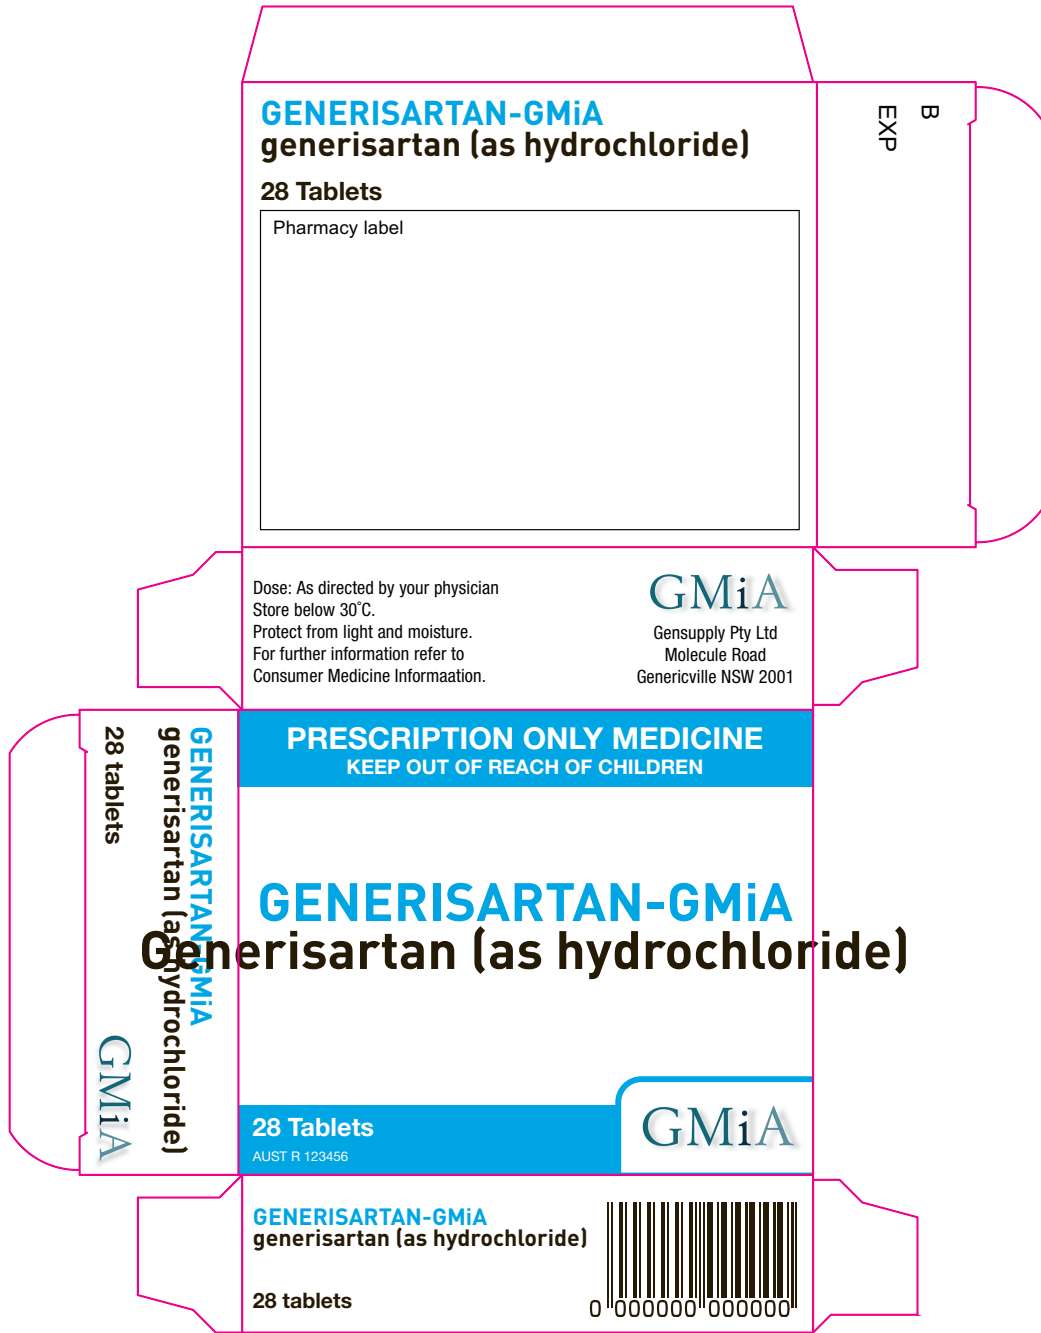 GENERISARTAN-GMiA
generisartan (as hydrochloride)
28 Tablets
Pharmacy label
B
EXP
Dose: As directed by your physician
Store below 30˚C.
Protect from light and moisture.
For further information refer to
Consumer Medicine Informaation.
GMiA
Gensupply Pty Ltd
Molecule Road
Genericville NSW 2001
GENERISARTAN-GMiA
generisartan (as hydrochloride)
28 tablets
GMiA
PRESCRIPTION ONLY MEDICINE
KEEP OUT OF REACH OF CHILDREN
GENERISARTAN-GMiA
Generisartan (as hydrochloride)
28 Tablets
AUST R 123456
GMiA
GENERISARTAN-GMiA
generisartan (as hydrochloride)
28 tablets
0 000000 000000